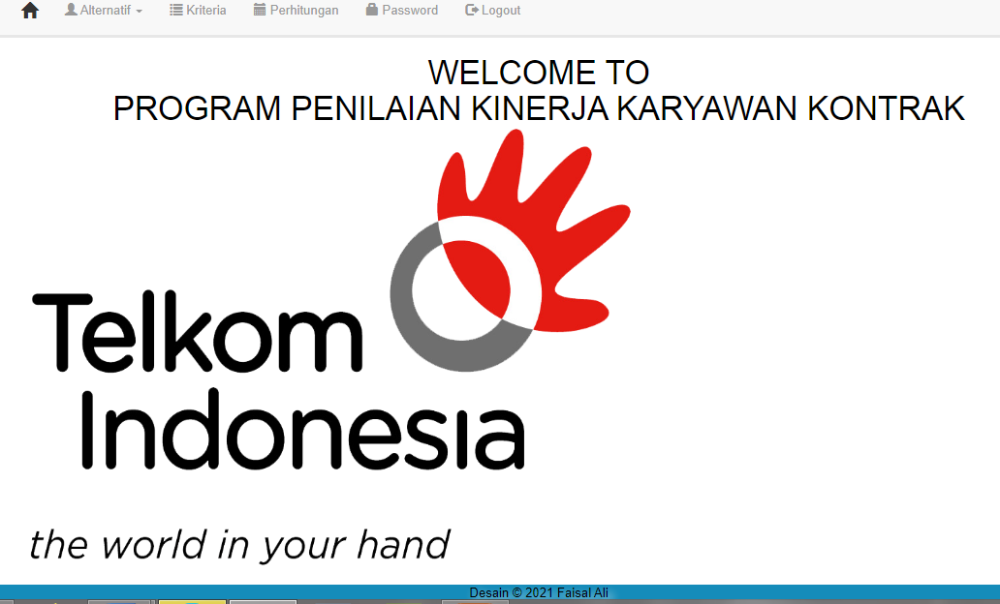 Alternatif Kriteria Perhitungan Password Logout
WELCOME TO
PROGRAM PENILAIAN KINERJA KARYAWAN KONTRAK
Telkom
Indonesia
the world in your hand
Desain © 2021 Faisal Ali